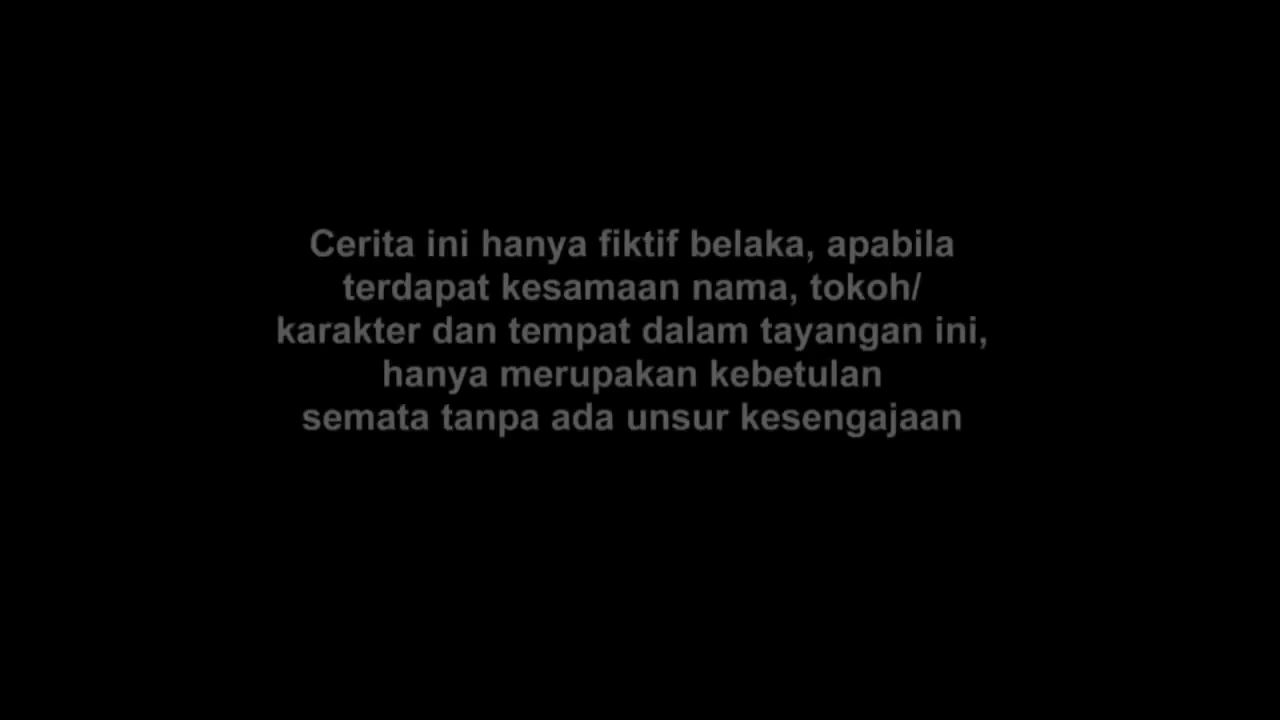 Cerita ini hanya fiktif belaka, apabila
terdapat kesamaan nama, tokoh/
karakter dan tempat dalam tayangan ini,
hanya merupakan kebetulan
semata tanpa ada unsur kesengajaan